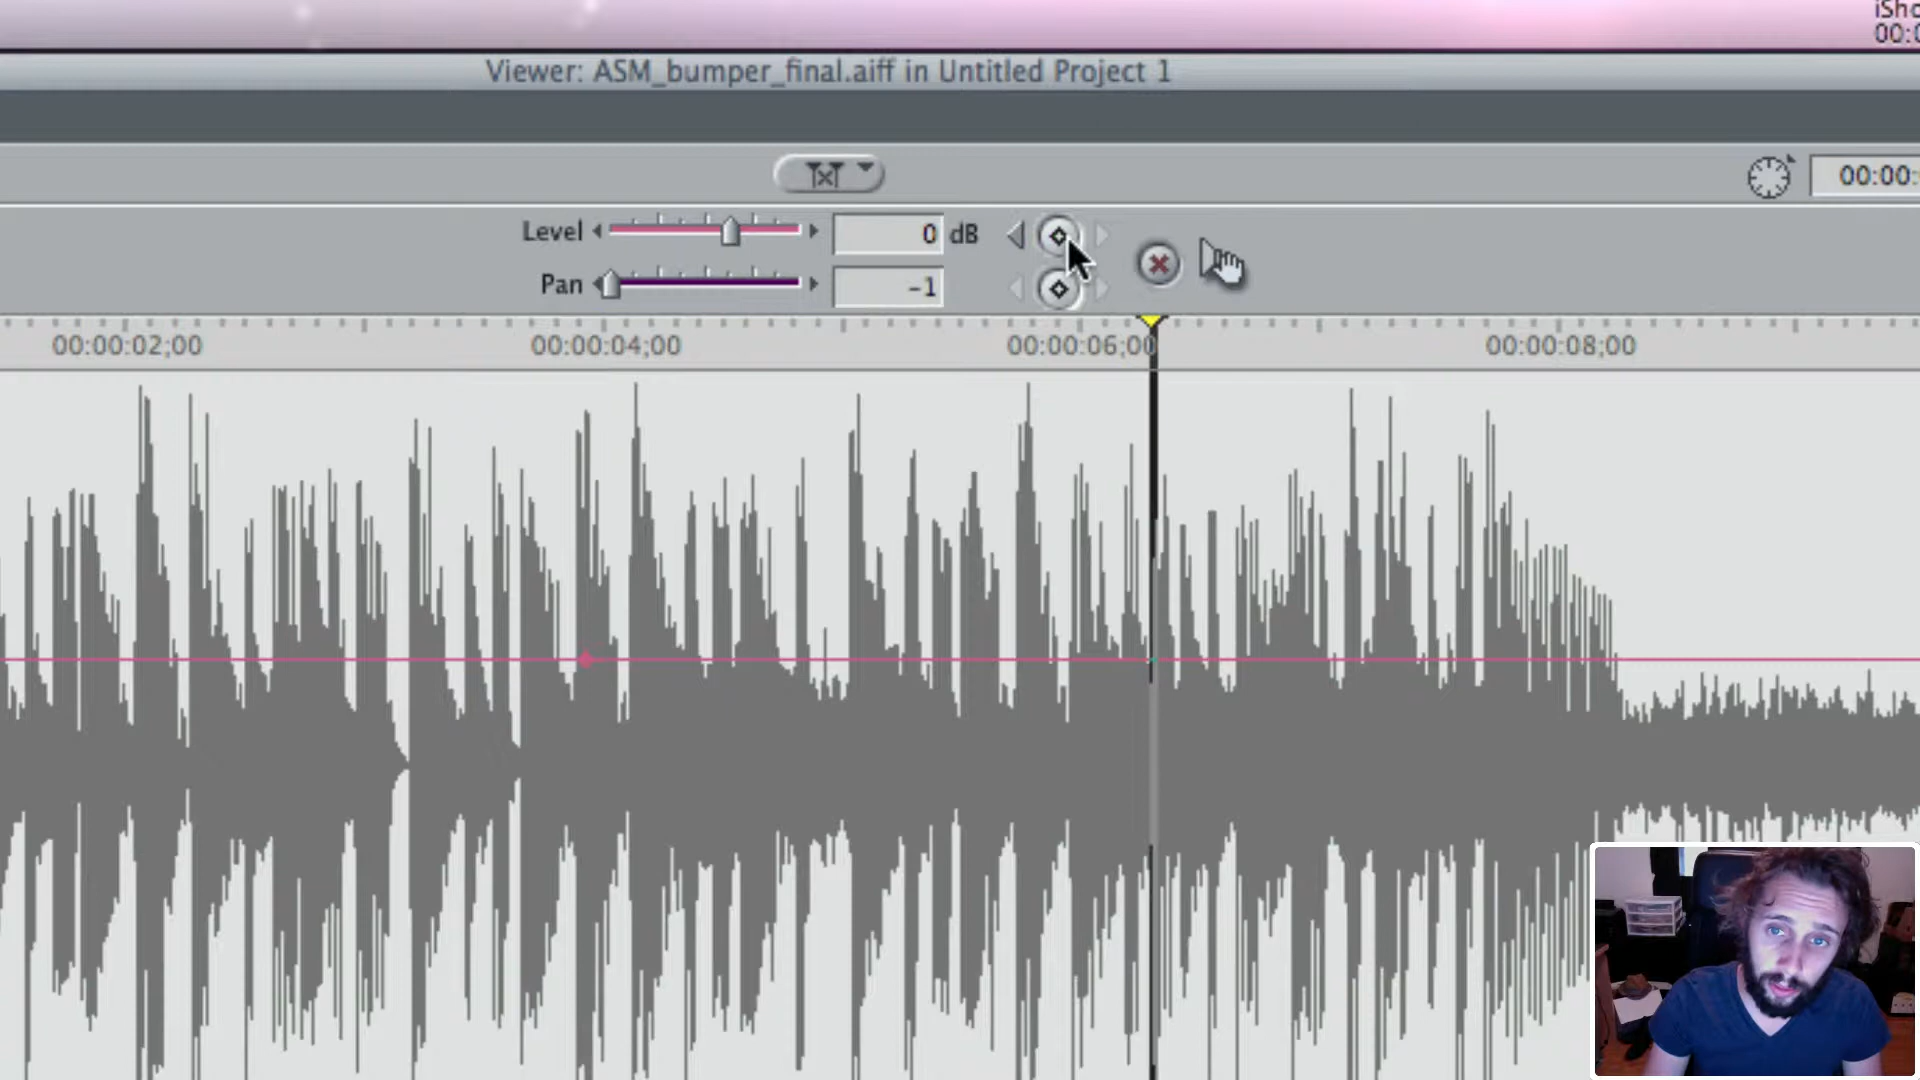 iSho
00:0
Viewer: ASM_bumper_final.aiff in Untitled Project 1
00:00:
Level 0 dB
Pan -1
00:00:02;00 00:00:04;00 00:00:06;00 00:00:08;00